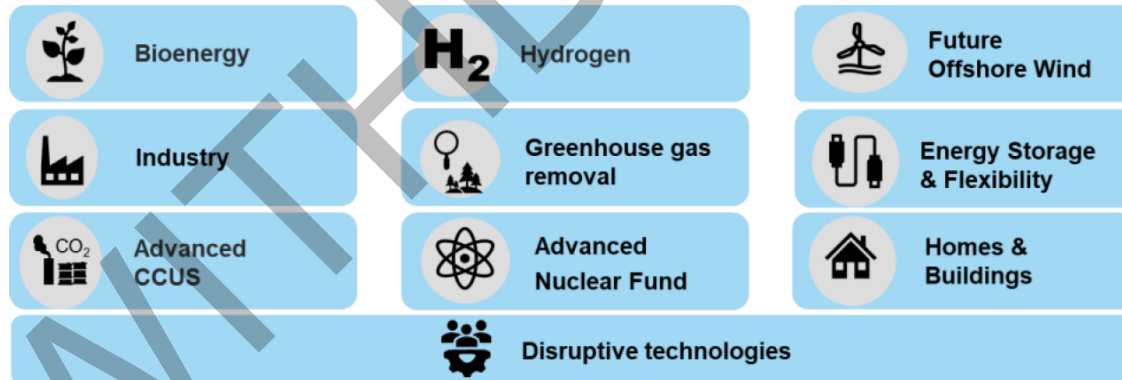 Bioenergy
H2
Hydrogen
Future
Offshore Wind
Industry
Greenhouse gas
removal
Energy Storage
& Flexibility
CO2
Advanced
CCUS
Advanced
Nuclear Fund
Homes &
Buildings
Disruptive technologies